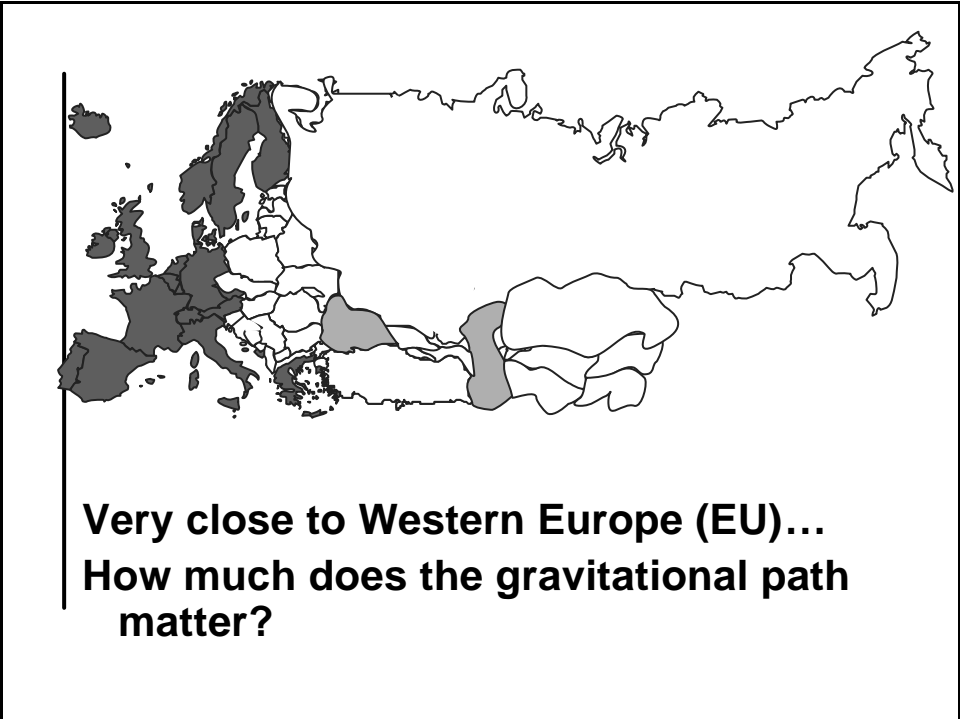 Very close to Western Europe (EU)…
How much does the gravitational path
matter?